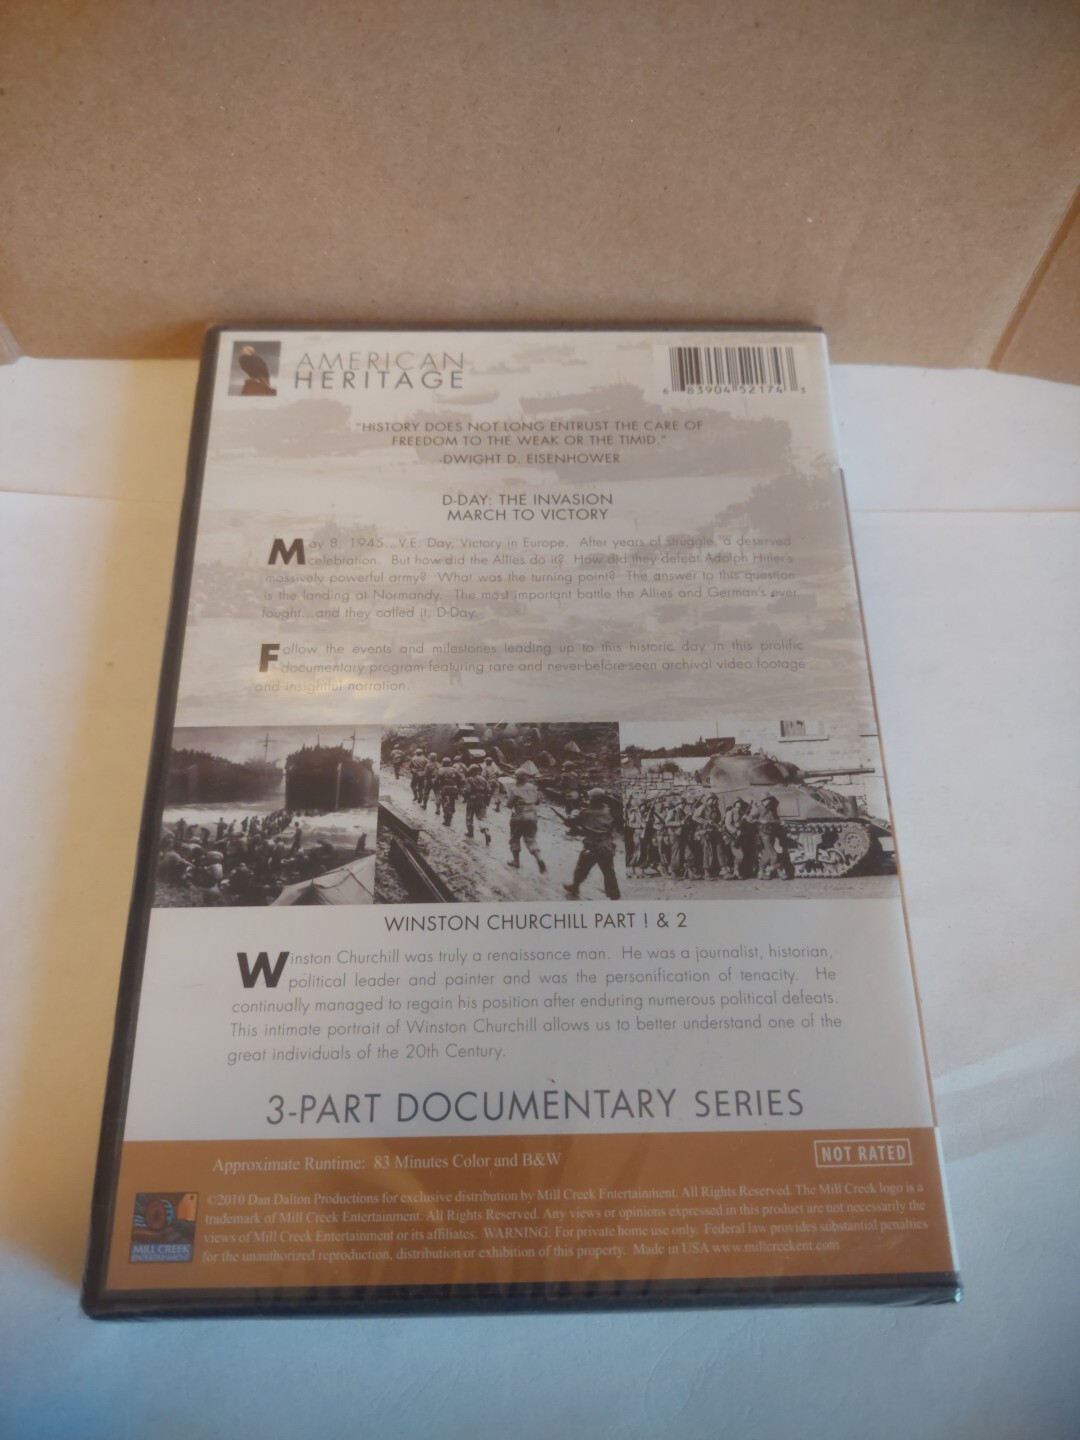 AMERICAN
HERITAGE
6 83904 52174 3
"HISTORY DOES NOT LONG ENTRUST THE CARE OF
FREEDOM TO THE WEAK OR THE TIMID."
-DWIGHT D. EISENHOWER
D-DAY: THE INVASION
MARCH TO VICTORY
May 8, 1945...V.E. Day, Victory in Europe. After years of struggle, a deserved
celebration. But how did the Allies do it? How did they defeat Adolph Hitler's
massively powerful army? What was the turning point? The answer to this question
is the landing at Normandy. The most important battle the Allies and German's ever
fought...and they called it, D-Day.
Follow the events and milestones leading up to this historic day in this prolific
documentary program featuring rare and never-before-seen archival video footage
and insightful narration.
WINSTON CHURCHILL PART ! & 2
Winston Churchill was truly a renaissance man. He was a journalist, historian,
political leader and painter and was the personification of tenacity. He
continually managed to regain his position after enduring numerous political defeats.
This intimate portrait of Winston Churchill allows us to better understand one of the
great individuals of the 20th Century.
3-PART DOCUMENTARY SERIES
Approximate Runtime: 83 Minutes Color and B&W
NOT RATED
©2010 Dan Dalton Productions for exclusive distribution by Mill Creek Entertainment. All Rights Reserved. The Mill Creek logo is a
trademark of Mill Creek Entertainment. All Rights Reserved. Any views or opinions expressed in this product are not necessarily the
views of Mill Creek Entertainment or its affiliates. WARNING: For private home use only. Federal law provides substantial penalties
for the unauthorized reproduction, distribution or exhibition of this property. Made in USA www.millcreekent.com
MILL CREEK
ENTERTAINMENT